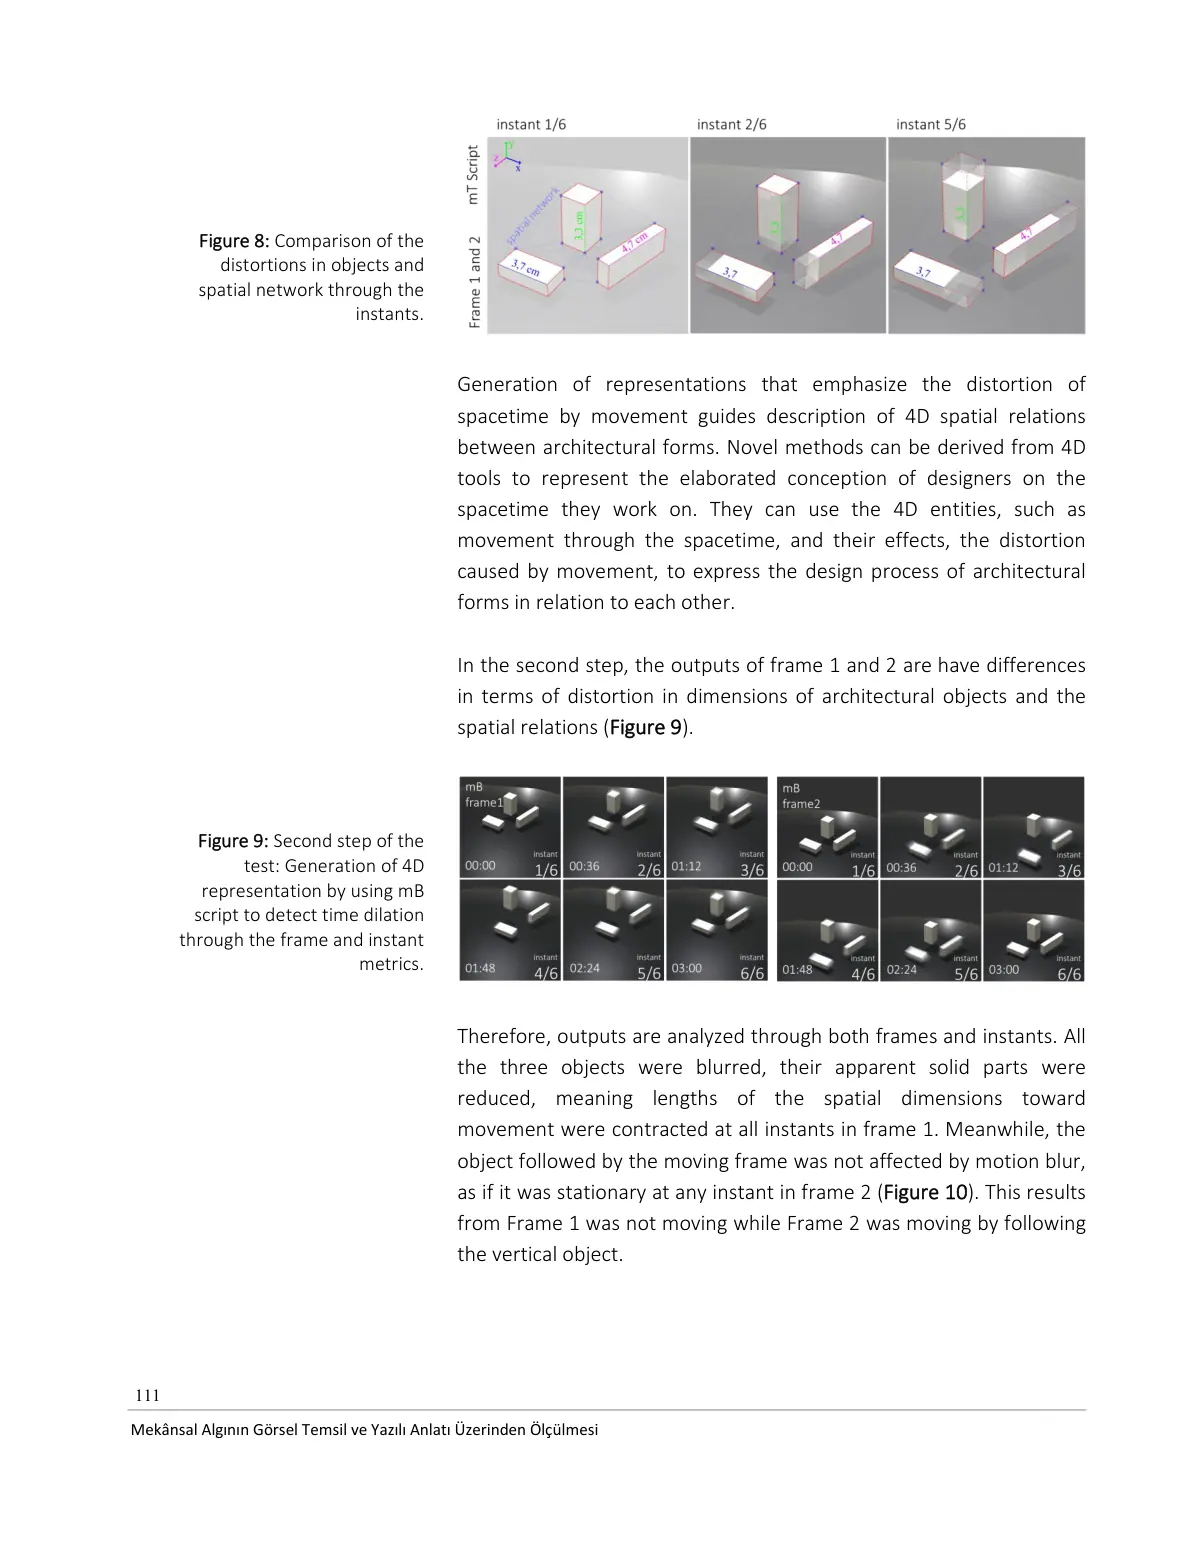 instant 1/6
instant 2/6
instant 5/6
mT Script
Frame 1 and 2
Y
Z
x
spatial network
3,3 cm
4,7 cm
3,7 cm
3,3
4,7
3,7
3,3
4,7
3,7
Figure 8: Comparison of the
distortions in objects and
spatial network through the
instants.
Generation of representations that emphasize the distortion of
spacetime by movement guides description of 4D spatial relations
between architectural forms. Novel methods can be derived from 4D
tools to represent the elaborated conception of designers on the
spacetime they work on. They can use the 4D entities, such as
movement through the spacetime, and their effects, the distortion
caused by movement, to express the design process of architectural
forms in relation to each other.
In the second step, the outputs of frame 1 and 2 are have differences
in terms of distortion in dimensions of architectural objects and the
spatial relations (Figure 9).
mB
frame1
00:00
instant
1/6
00:36
instant
2/6
01:12
instant
3/6
01:48
instant
4/6
02:24
instant
5/6
03:00
instant
6/6
mB
frame2
00:00
instant
1/6
00:36
instant
2/6
01:12
instant
3/6
01:48
instant
4/6
02:24
instant
5/6
03:00
instant
6/6
Figure 9: Second step of the
test: Generation of 4D
representation by using mB
script to detect time dilation
through the frame and instant
metrics.
Therefore, outputs are analyzed through both frames and instants. All
the three objects were blurred, their apparent solid parts were
reduced, meaning lengths of the spatial dimensions toward
movement were contracted at all instants in frame 1. Meanwhile, the
object followed by the moving frame was not affected by motion blur,
as if it was stationary at any instant in frame 2 (Figure 10). This results
from Frame 1 was not moving while Frame 2 was moving by following
the vertical object.
111
Mekânsal Algının Görsel Temsil ve Yazılı Anlatı Üzerinden Ölçülmesi